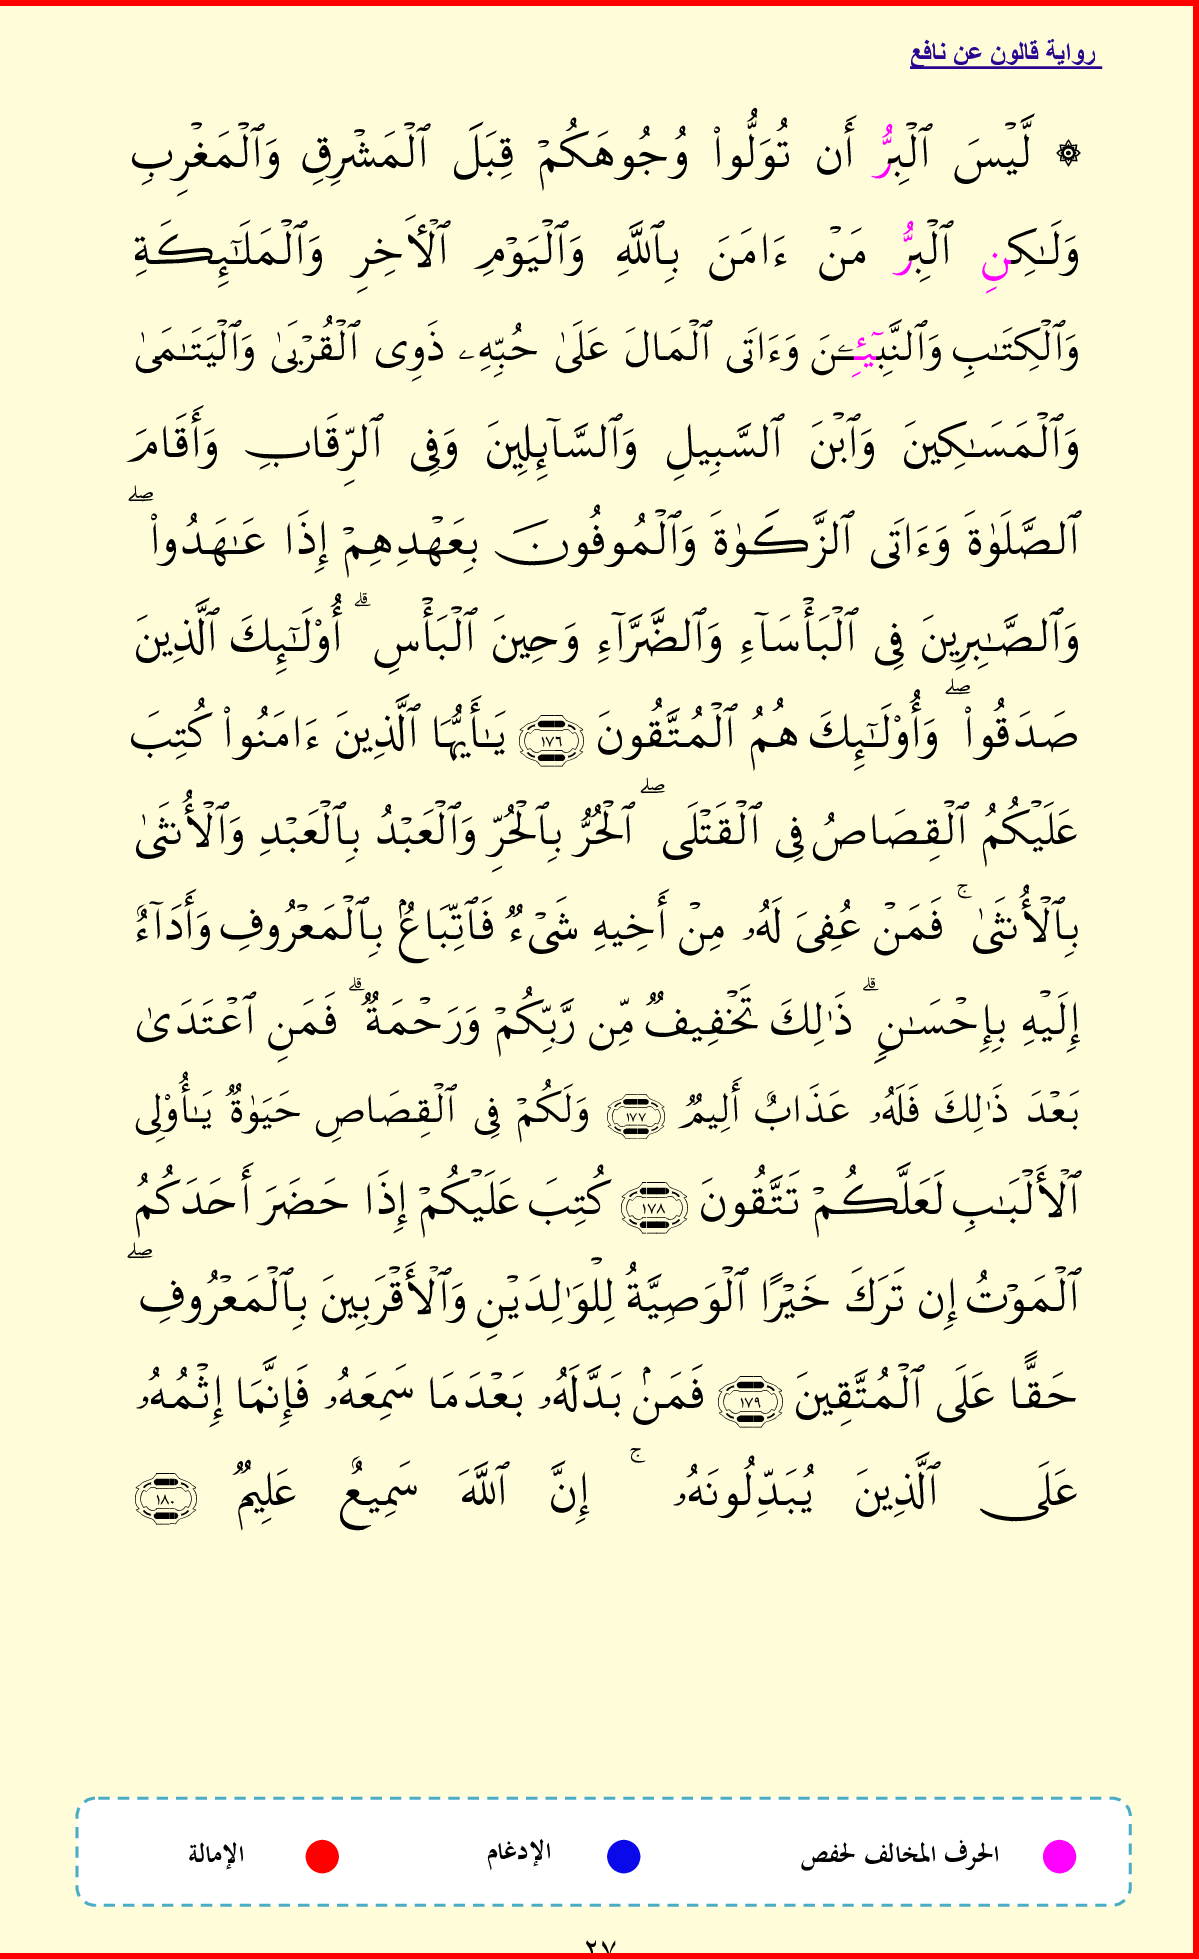 رواية قالون عن نافع
۞ لَّيْسَ ٱلْبِرُّ أَن تُوَلُّواْ وُجُوهَكُمْ قِبَلَ ٱلْمَشْرِقِ وَٱلْمَغْرِبِ
وَلَٰكِنِ ٱلْبِرُّ مَنْ ءَامَنَ بِٱللَّهِ وَٱلْيَوْمِ ٱلْأٓخِرِ وَٱلْمَلَٰٓئِكَةِ
وَٱلْكِتَٰبِ وَٱلنَّبِيٓـِٔينَ وَءَاتَى ٱلْمَالَ عَلَىٰ حُبِّهِۦ ذَوِى ٱلْقُرْبَىٰ وَٱلْيَتَٰمَىٰ
وَٱلْمَسَٰكِينَ وَٱبْنَ ٱلسَّبِيلِ وَٱلسَّآئِلِينَ وَفِى ٱلرِّقَابِ وَأَقَامَ
ٱلصَّلَوٰةَ وَءَاتَى ٱلزَّكَوٰةَ وَٱلْمُوفُونَ بِعَهْدِهِمْ إِذَا عَٰهَدُواْ ۖ
وَٱلصَّٰبِرِينَ فِى ٱلْبَأْسَآءِ وَٱلضَّرَّآءِ وَحِينَ ٱلْبَأْسِ ۗ أُوْلَٰٓئِكَ ٱلَّذِينَ
صَدَقُواْ ۖ وَأُوْلَٰٓئِكَ هُمُ ٱلْمُتَّقُونَ ١٧٦ يَٰأَيُّهَا ٱلَّذِينَ ءَامَنُواْ كُتِبَ
عَلَيْكُمُ ٱلْقِصَاصُ فِى ٱلْقَتْلَى ۖ ٱلْحُرُّ بِٱلْحُرِّ وَٱلْعَبْدُ بِٱلْعَبْدِ وَٱلْأُنثَىٰ
بِٱلْأُنثَىٰ ۚ فَمَنْ عُفِىَ لَهُۥ مِنْ أَخِيهِ شَىْءٌ فَٱتِّبَاعٌۢ بِٱلْمَعْرُوفِ وَأَدَآءٌ
إِلَيْهِ بِإِحْسَٰنٍ ۗ ذَٰلِكَ تَخْفِيفٌ مِّن رَّبِّكُمْ وَرَحْمَةٌ ۗ فَمَنِ ٱعْتَدَىٰ
بَعْدَ ذَٰلِكَ فَلَهُۥ عَذَابٌ أَلِيمٌ ١٧٧ وَلَكُمْ فِى ٱلْقِصَاصِ حَيَوٰةٌ يَٰأُوْلِى
ٱلْأَلْبَٰبِ لَعَلَّكُمْ تَتَّقُونَ ١٧٨ كُتِبَ عَلَيْكُمْ إِذَا حَضَرَ أَحَدَكُمُ
ٱلْمَوْتُ إِن تَرَكَ خَيْرًا ٱلْوَصِيَّةُ لِلْوَٰلِدَيْنِ وَٱلْأَقْرَبِينَ بِٱلْمَعْرُوفِ ۖ
حَقًّا عَلَى ٱلْمُتَّقِينَ ١٧٩ فَمَنۢ بَدَّلَهُۥ بَعْدَمَا سَمِعَهُۥ فَإِنَّمَا إِثْمُهُۥ
عَلَى ٱلَّذِينَ يُبَدِّلُونَهُۥ ۚ إِنَّ ٱللَّهَ سَمِيعٌ عَلِيمٌ ١٨٠
الحرف المخالف لحفص الإدغام الإمالة
٢٧